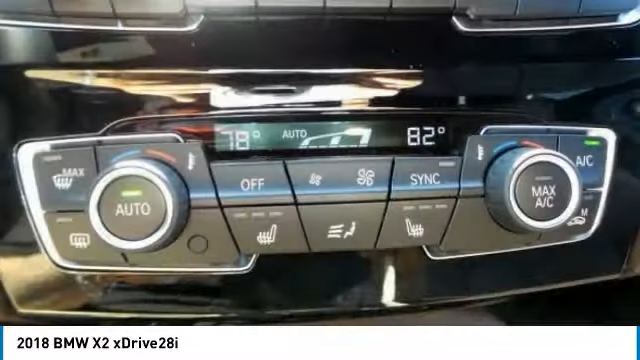 78° AUTO 82°
MAX
OFF
SYNC
A/C
AUTO
MAX
A/C
M
2018 BMW X2 xDrive28i